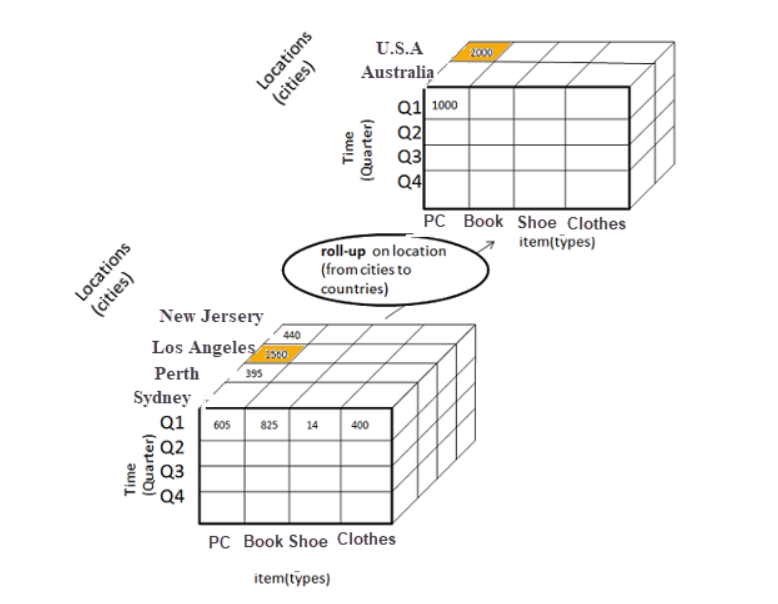 Locations
(cities)
U.S.A
2000
Australia
Q1 1000
Q2
Q3
Q4
Time
(Quarter)
PC Book Shoe Clothes
item(types)
roll-up on location
(from cities to
countries)
Locations
(cities)
New Jersery
440
Los Angeles
1560
Perth
395
Sydney
Q1 605 825 14 400
Q2
Q3
Q4
Time
(Quarter)
PC Book Shoe Clothes
item(types)